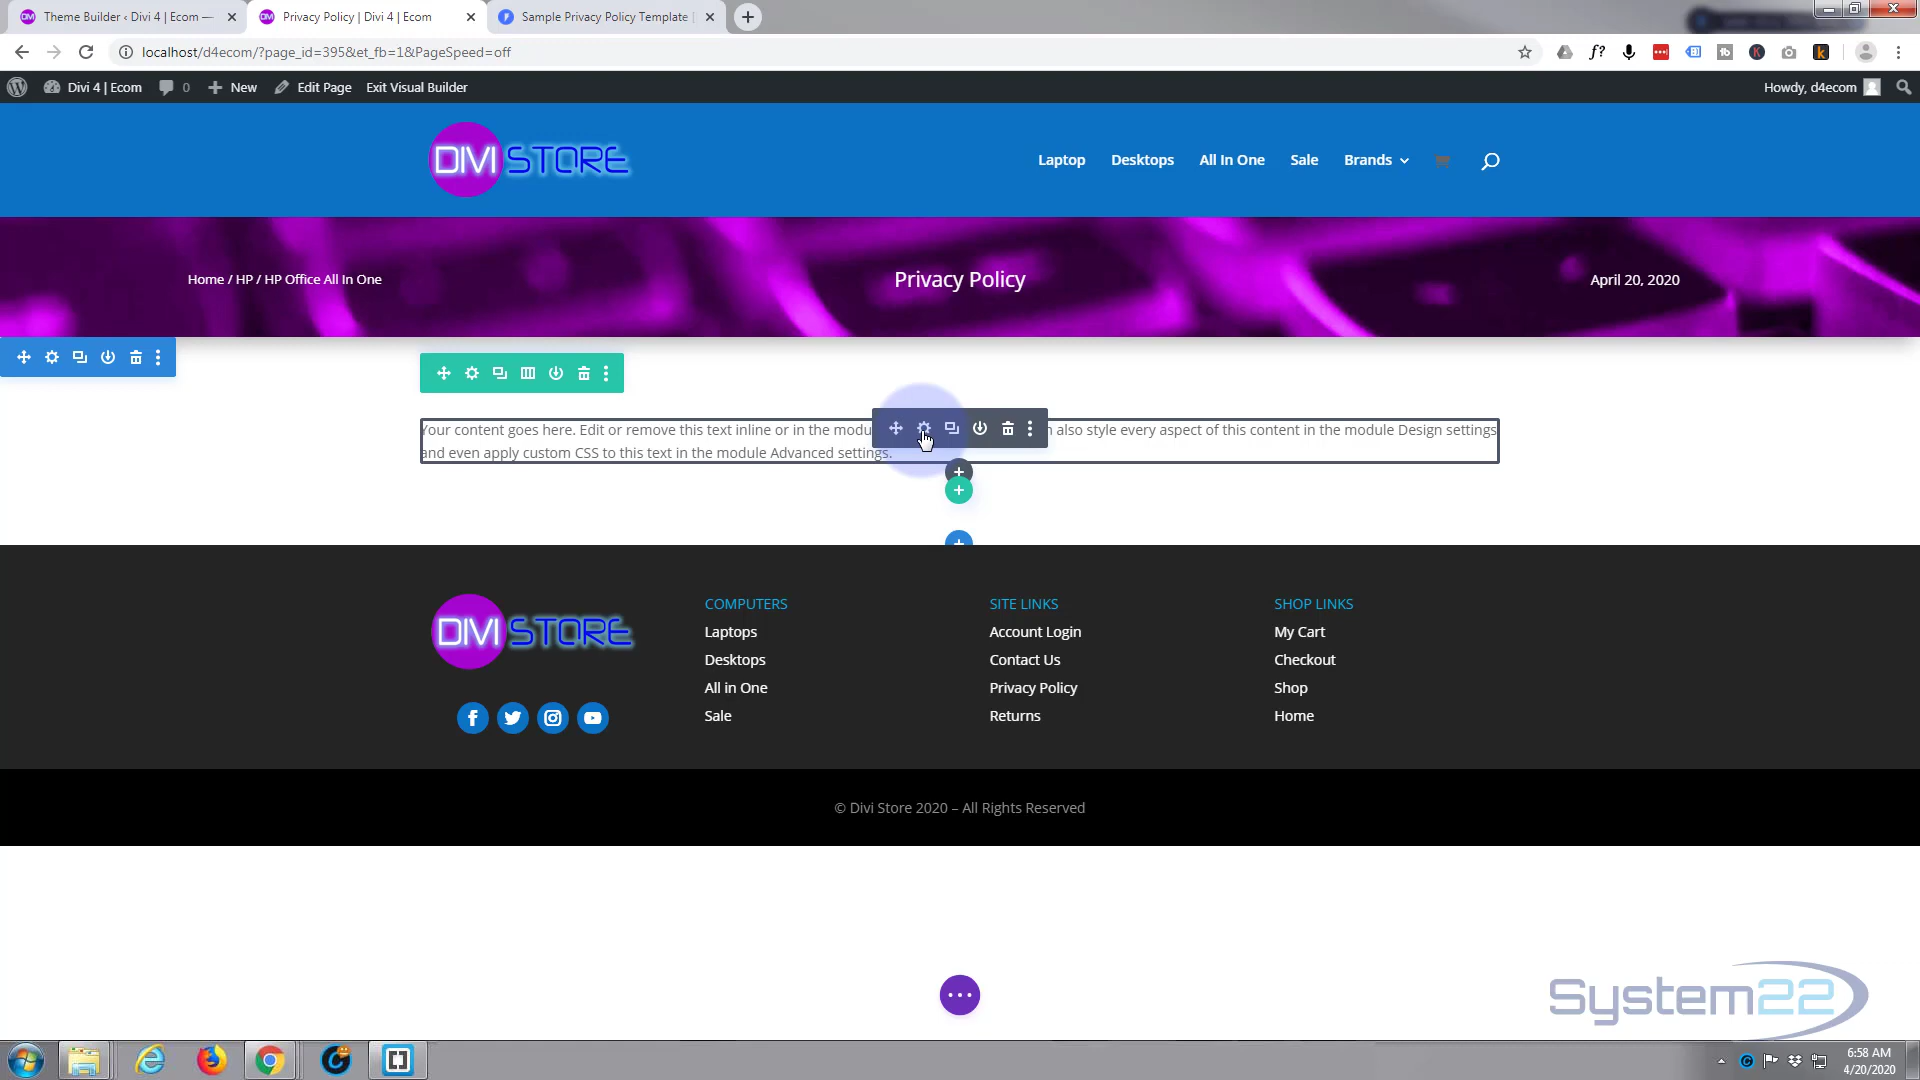 Theme Builder ‹ Divi 4 | Ecom —
Privacy Policy | Divi 4 | Ecom
Sample Privacy Policy Template
localhost/d4ecom/?page_id=395&et_fb=1&PageSpeed=off
Divi 4 | Ecom
0
New
Edit Page
Exit Visual Builder
Howdy, d4ecom
DIVI STORE
Laptop
Desktops
All In One
Sale
Brands
Home / HP / HP Office All In One
Privacy Policy
April 20, 2020
Your content goes here. Edit or remove this text inline or in the modu
also style every aspect of this content in the module Design settings
and even apply custom CSS to this text in the module Advanced settings.
DIVI STORE
COMPUTERS
Laptops
Desktops
All in One
Sale
SITE LINKS
Account Login
Contact Us
Privacy Policy
Returns
SHOP LINKS
My Cart
Checkout
Shop
Home
© Divi Store 2020 – All Rights Reserved
System22
6:58 AM
4/20/2020